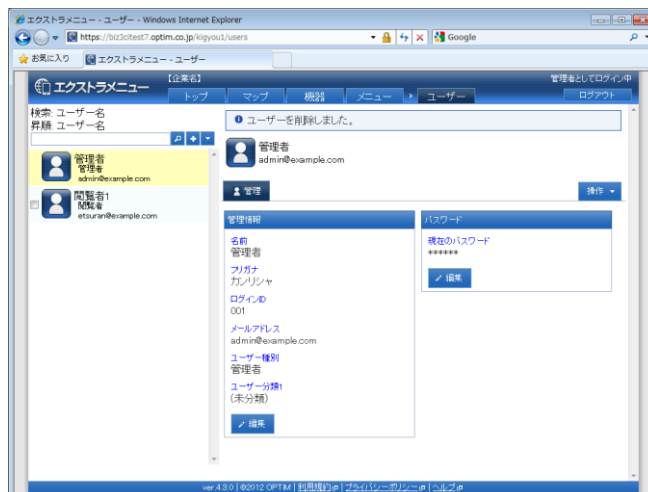 エクストラメニュー - ユーザー - Windows Internet Explorer
https://biz3citest7.optim.co.jp/kigyou1/users
Google
お気に入り
エクストラメニュー - ユーザー
エクストラメニュー
【企業名】
管理者としてログイン中
トップ
マップ
機器
メニュー
ユーザー
ログアウト
検索: ユーザー名
昇順: ユーザー名
管理者
管理者
admin@example.com
閲覧者1
閲覧者
etsuran@example.com
ユーザーを削除しました。
管理者
admin@example.com
管理
操作
管理情報
名前
管理者
フリガナ
カンリシャ
ログインID
001
メールアドレス
admin@example.com
ユーザー種別
管理者
ユーザー分類1
(未分類)
編集
パスワード
現在のパスワード
******
編集
ver.4.3.0 | ©2012 OPTiM | 利用規約 | プライバシーポリシー | ヘルプ